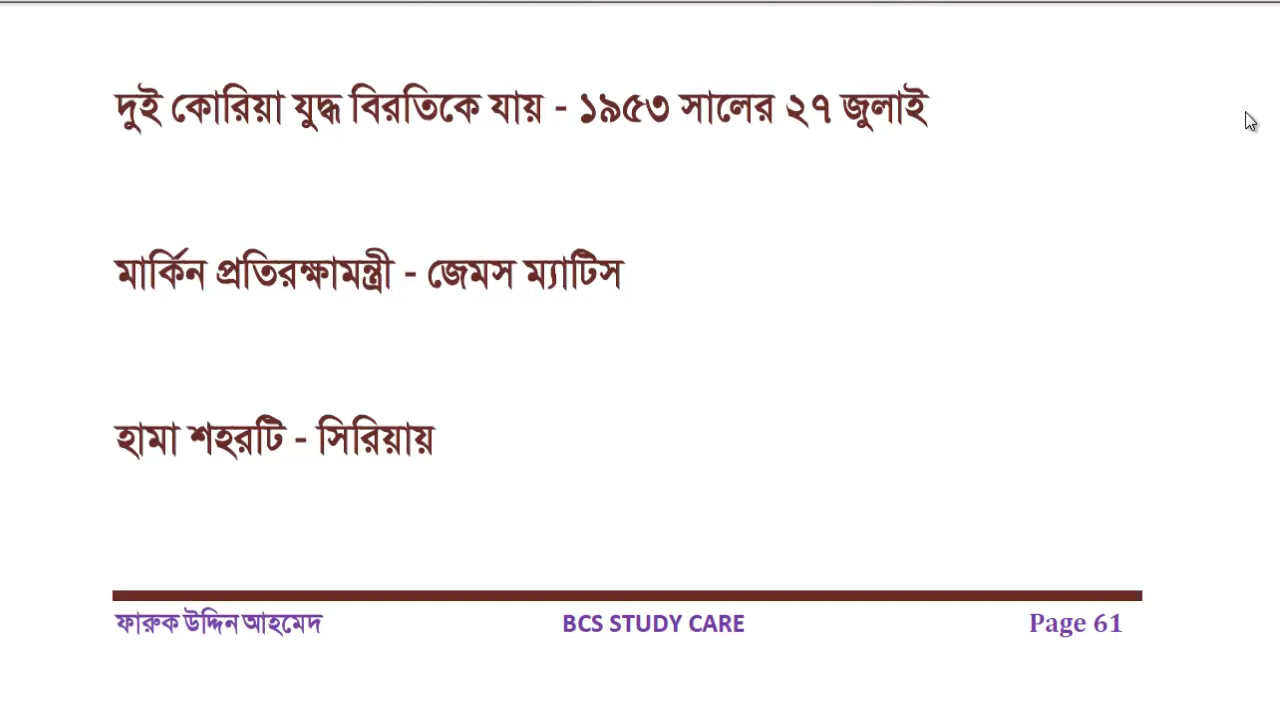 দুই কোরিয়া যুদ্ধ বিরতিকে যায় - ১৯৫৩ সালের ২৭ জুলাই
মার্কিন প্রতিরক্ষামন্ত্রী - জেমস ম্যাটিস
হামা শহরটি - সিরিয়ায়
ফারুক উদ্দিন আহমেদ BCS STUDY CARE Page 61